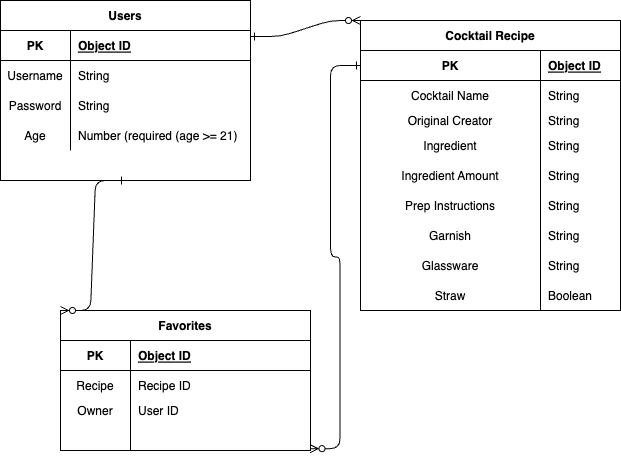 Users
PK Object ID
Username String
Password String
Age Number (required (age >= 21)
Cocktail Recipe
PK Object ID
Cocktail Name String
Original Creator String
Ingredient String
Ingredient Amount String
Prep Instructions String
Garnish String
Glassware String
Straw Boolean
Favorites
PK Object ID
Recipe Recipe ID
Owner User ID